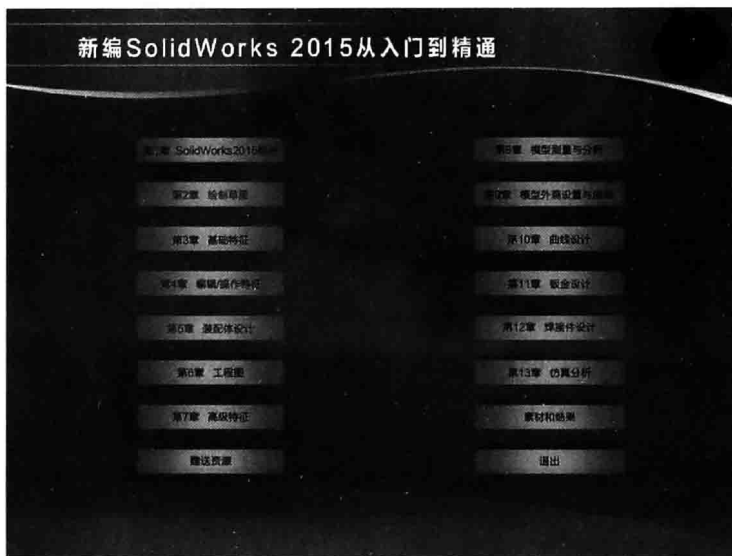 新编SolidWorks 2015从入门到精通
第1章 SolidWorks2015
第2章 绘制草图
第3章 基础特征
第4章 编辑/操作特征
第5章 装配体设计
第6章 工程图
第7章 高级特征
赠送资源
第8章 模型测量与分析
第9章 模型外观设置与
第10章 曲线设计
第11章 钣金设计
第12章 焊接件设计
第13章 仿真分析
素材和结果
退出